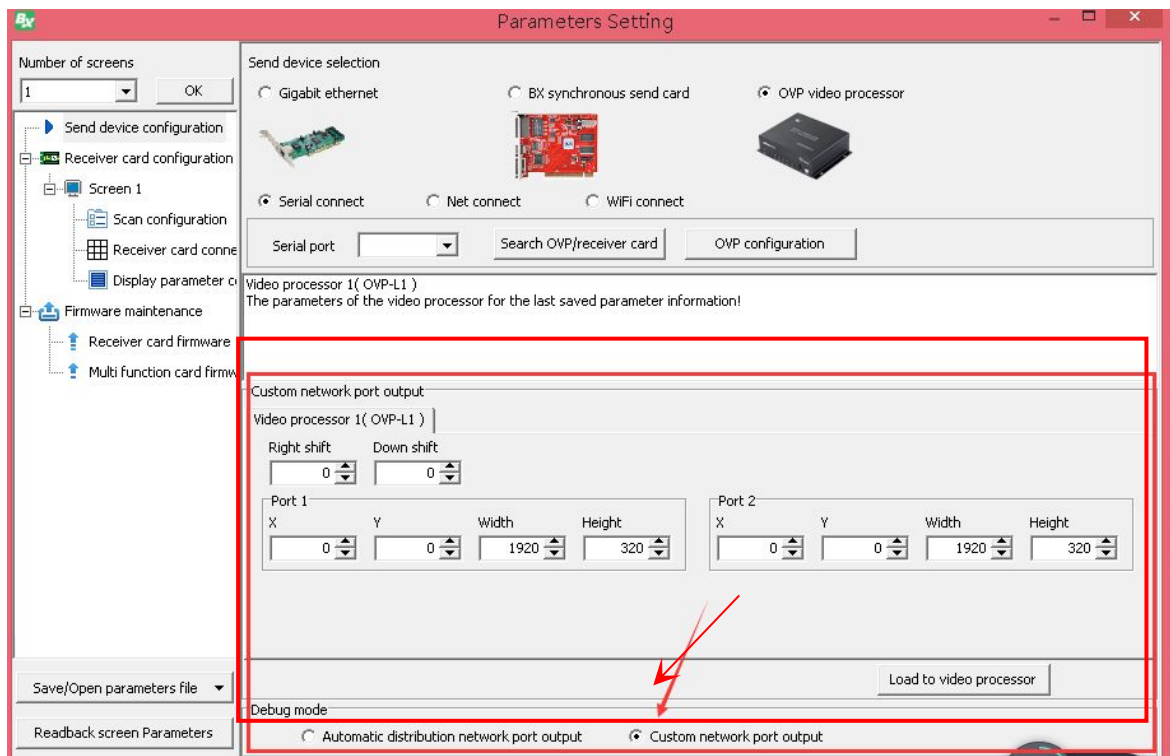 BX
Parameters Setting
Number of screens
1
OK
Send device configuration
Receiver card configuration
Screen 1
Scan configuration
Receiver card conne
Display parameter c
Firmware maintenance
Receiver card firmware
Multi function card firmw
Save/Open parameters file
Readback screen Parameters
Send device selection
Gigabit ethernet
BX synchronous send card
OVP video processor
Serial connect
Net connect
WiFi connect
Serial port
Search OVP/receiver card
OVP configuration
Video processor 1( OVP-L1 )
The parameters of the video processor for the last saved parameter information!
Custom network port output
Video processor 1( OVP-L1 )
Right shift
Down shift
0
0
Port 1
X
Y
Width
Height
0
0
1920
320
Port 2
X
Y
Width
Height
0
0
1920
320
Load to video processor
Debug mode
Automatic distribution network port output
Custom network port output